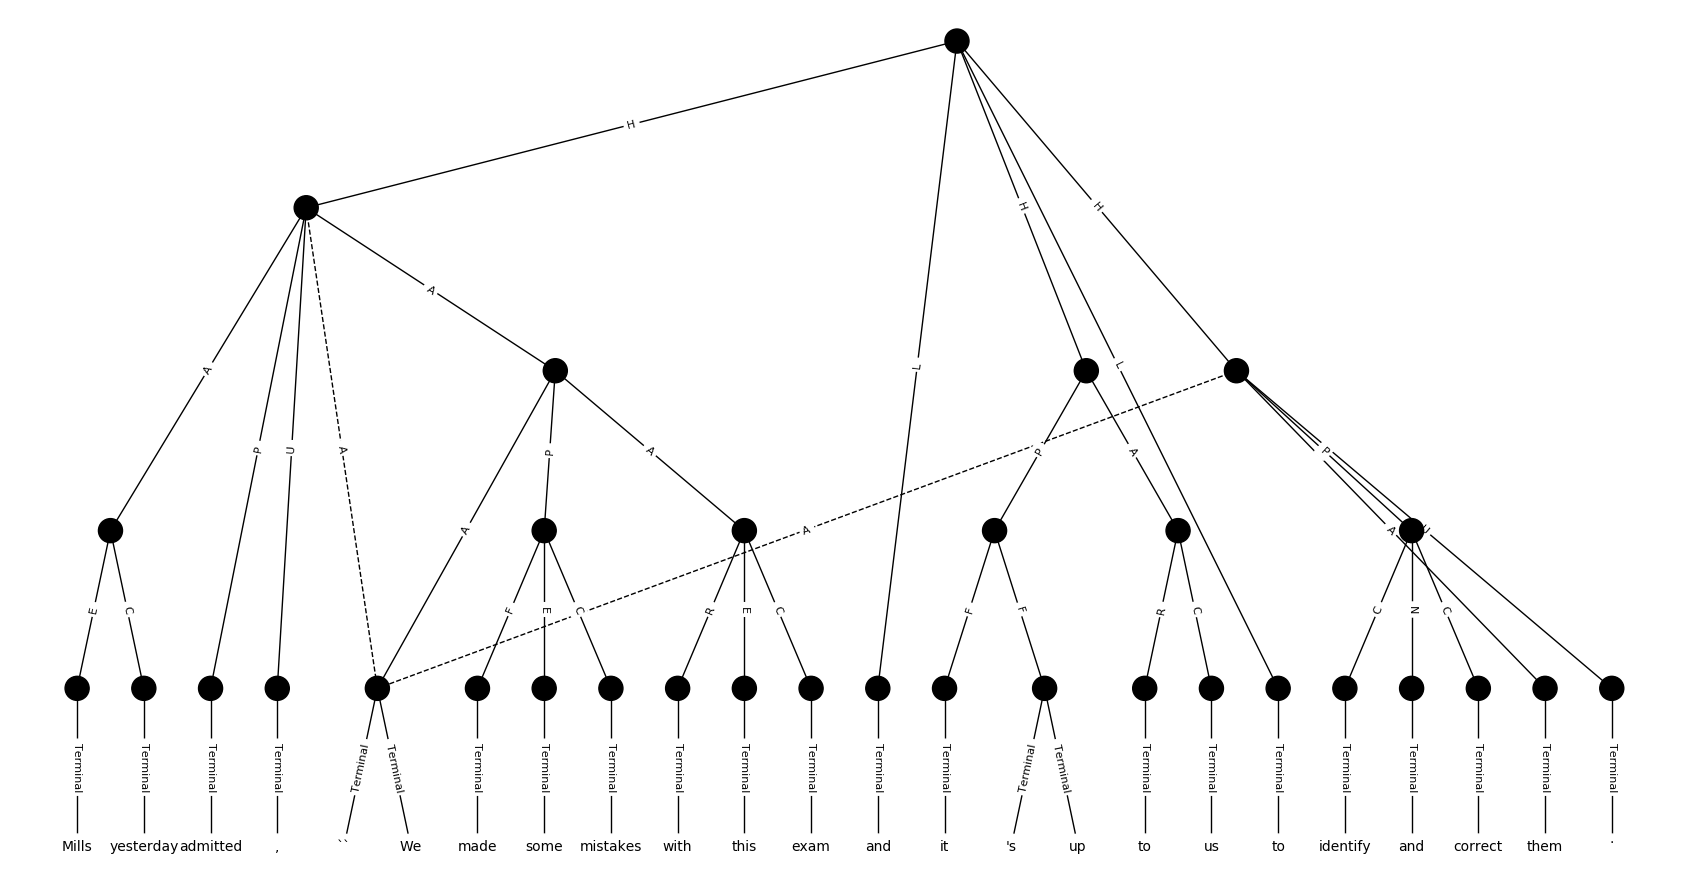 H
H
H
A
A
L
L
P
U
A
P
A
P
A
P
A
A
A
U
E
C
F
E
C
R
E
C
F
F
R
C
C
N
C
Terminal Terminal Terminal Terminal Terminal Terminal Terminal Terminal Terminal Terminal Terminal Terminal Terminal Terminal Terminal Terminal Terminal Terminal Terminal Terminal Terminal Terminal Terminal Terminal
Mills yesterday admitted , `` We made some mistakes with this exam and it 's up to us to identify and correct them .